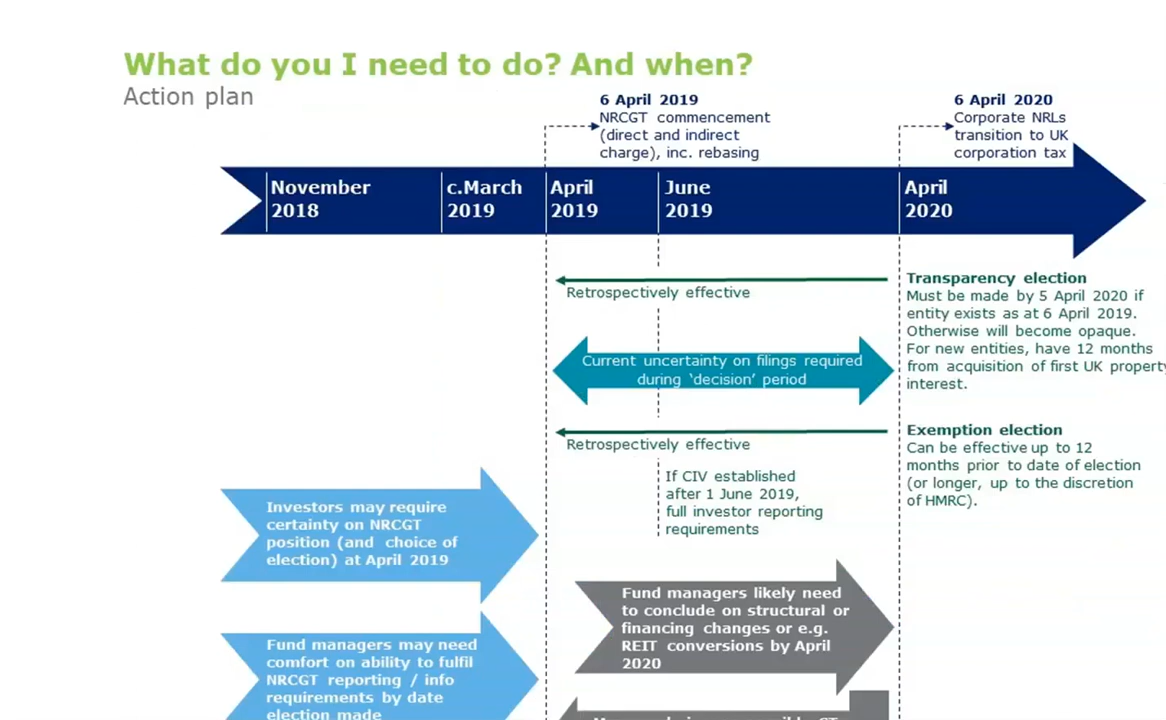 What do you I need to do? And when?
Action plan
6 April 2019
NRCGT commencement
(direct and indirect
charge), inc. rebasing
6 April 2020
Corporate NRLs
transition to UK
corporation tax
November
2018
c.March
2019
April
2019
June
2019
April
2020
Retrospectively effective
Transparency election
Must be made by 5 April 2020 if
entity exists as at 6 April 2019.
Otherwise will become opaque.
For new entities, have 12 months
from acquisition of first UK property
interest.
Current uncertainty on filings required
during ‘decision’ period
Retrospectively effective
Exemption election
Can be effective up to 12
months prior to date of election
(or longer, up to the discretion
of HMRC).
If CIV established
after 1 June 2019,
full investor reporting
requirements
Investors may require
certainty on NRCGT
position (and choice of
election) at April 2019
Fund managers likely need
to conclude on structural or
financing changes or e.g.
REIT conversions by April
2020
Fund managers may need
comfort on ability to fulfil
NRCGT reporting / info
requirements by date
election made